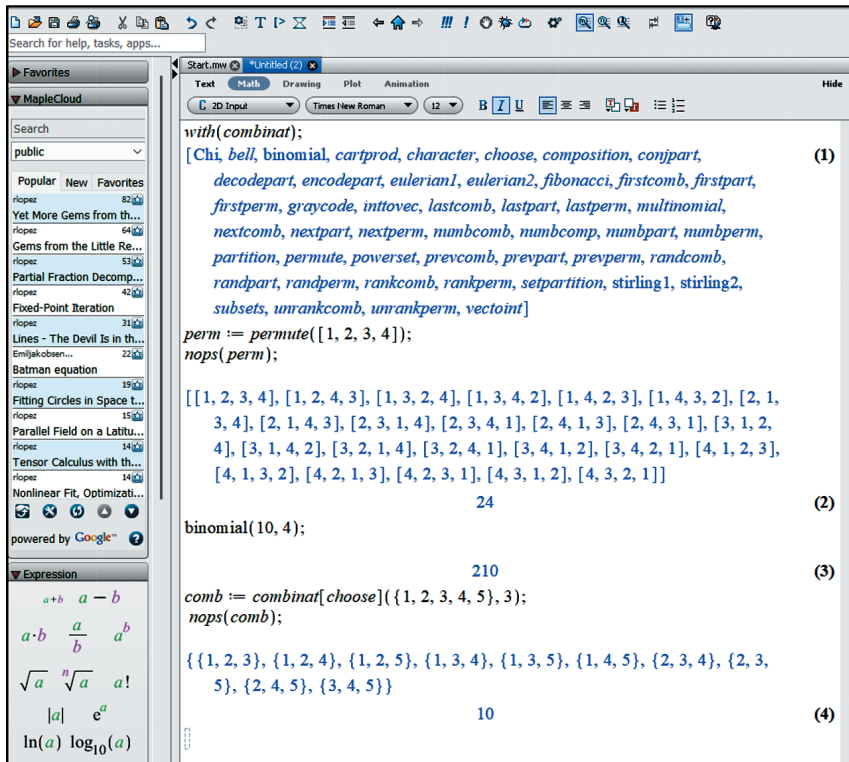 Search for help, tasks, apps...
Favorites
MapleCloud
Search
public
Popular New Favorites
rlopez 82
Yet More Gems from th...
rlopez 64
Gems from the Little Re...
rlopez 53
Partial Fraction Decomp...
rlopez 42
Fixed-Point Iteration
rlopez 31
Lines - The Devil Is in th...
Emiljakobsen... 22
Batman equation
rlopez 19
Fitting Circles in Space t...
rlopez 15
Parallel Field on a Latitu...
rlopez 14
Tensor Calculus with th...
rlopez 14
Nonlinear Fit, Optimizati...
powered by Google™
Expression
a+b a − b
a·b a/b a^b
√a ⁿ√a a!
|a| e^a
ln(a) log₁₀(a)
Start.mw *Untitled (2)
Text Math Drawing Plot Animation Hide
C 2D Input Times New Roman 12 B I U
with(combinat);
[Chi, bell, binomial, cartprod, character, choose, composition, conjpart, (1)
decodepart, encodepart, eulerian1, eulerian2, fibonacci, firstcomb, firstpart,
firstperm, graycode, inttovec, lastcomb, lastpart, lastperm, multinomial,
nextcomb, nextpart, nextperm, numbcomb, numbcomp, numbpart, numbperm,
partition, permute, powerset, prevcomb, prevpart, prevperm, randcomb,
randpart, randperm, rankcomb, rankperm, setpartition, stirling1, stirling2,
subsets, unrankcomb, unrankperm, vectoint]
perm := permute([1, 2, 3, 4]);
nops(perm);
[[1, 2, 3, 4], [1, 2, 4, 3], [1, 3, 2, 4], [1, 3, 4, 2], [1, 4, 2, 3], [1, 4, 3, 2], [2, 1,
3, 4], [2, 1, 4, 3], [2, 3, 1, 4], [2, 3, 4, 1], [2, 4, 1, 3], [2, 4, 3, 1], [3, 1, 2,
4], [3, 1, 4, 2], [3, 2, 1, 4], [3, 2, 4, 1], [3, 4, 1, 2], [3, 4, 2, 1], [4, 1, 2, 3],
[4, 1, 3, 2], [4, 2, 1, 3], [4, 2, 3, 1], [4, 3, 1, 2], [4, 3, 2, 1]]
24 (2)
binomial(10, 4);
210 (3)
comb := combinat[choose]({1, 2, 3, 4, 5}, 3);
nops(comb);
{{1, 2, 3}, {1, 2, 4}, {1, 2, 5}, {1, 3, 4}, {1, 3, 5}, {1, 4, 5}, {2, 3, 4}, {2, 3,
5}, {2, 4, 5}, {3, 4, 5}}
10 (4)